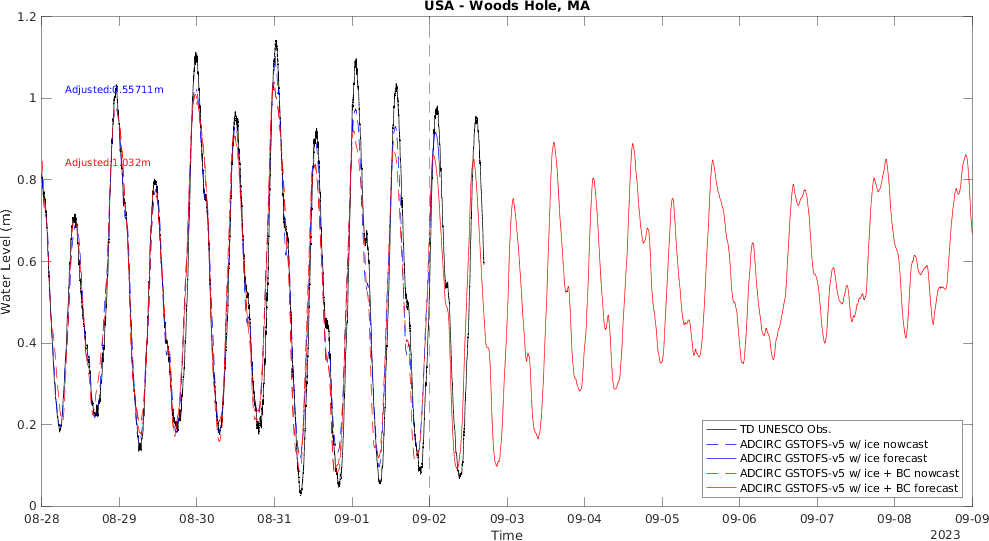 USA - Woods Hole, MA
1.2
1
0.8
0.6
0.4
0.2
0
Water Level (m)
Adjusted:0.55711m
Adjusted:1.032m
TD UNESCO Obs.
ADCIRC GSTOFS-v5 w/ ice nowcast
ADCIRC GSTOFS-v5 w/ ice forecast
ADCIRC GSTOFS-v5 w/ ice + BC nowcast
ADCIRC GSTOFS-v5 w/ ice + BC forecast
08-28 08-29 08-30 08-31 09-01 09-02 09-03 09-04 09-05 09-06 09-07 09-08 09-09
Time
2023